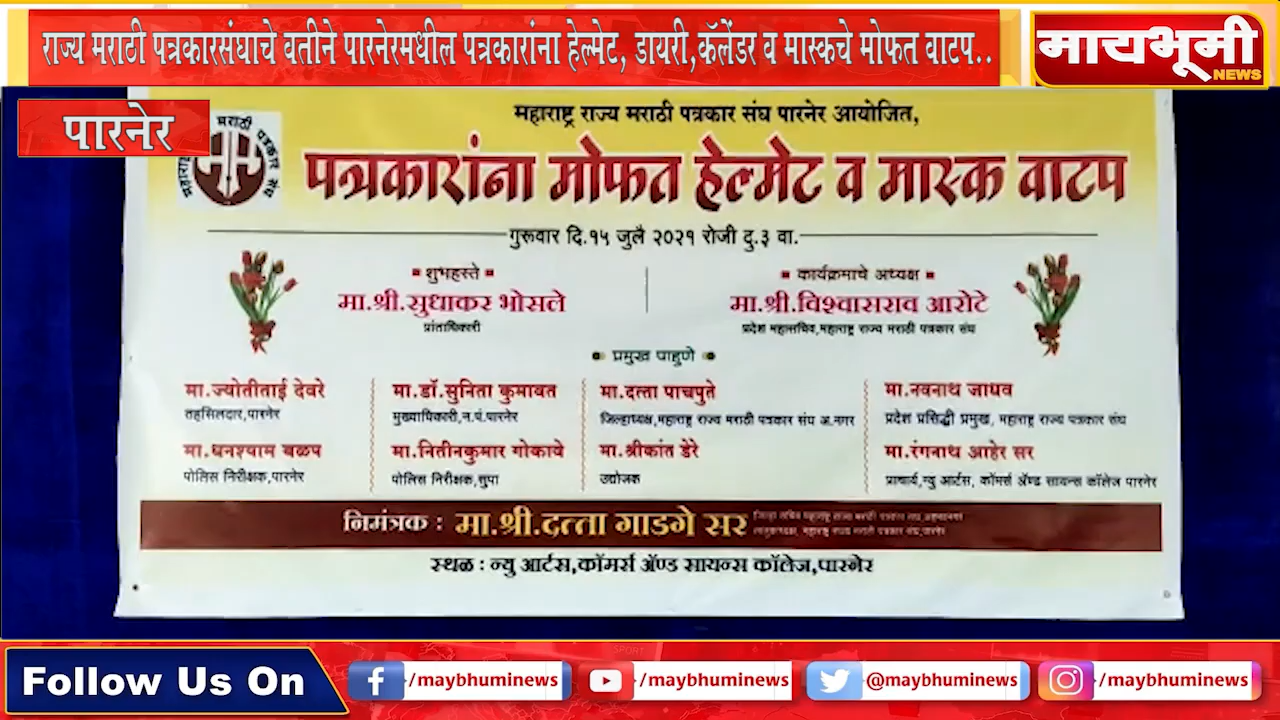 राज्य मराठी पत्रकारसंघाचे वतीने पारनेरमधील पत्रकारांना हेल्मेट, डायरी,कॅलेंडर व मास्कचे मोफत वाटप..
मायभूमी
NEWS
पारनेर
मराठी पत्रकार संघ
महाराष्ट्र राज्य मराठी पत्रकार संघ पारनेर आयोजित,
पत्रकारांना मोफत हेल्मेट व मास्क वाटप
गुरूवार दि.१५ जुलै २०२१ रोजी दु.३ वा.
शुभहस्ते
कार्यक्रमाचे अध्यक्ष
मा.श्री.सुधाकर भोसले
मा.श्री.विश्वासराव आरोटे
प्रांताधिकारी
प्रदेश महासचिव,महाराष्ट्र राज्य मराठी पत्रकार संघ
प्रमुख पाहुणे
मा.ज्योतीताई देवरे
मा.डॉ.सुनिता कुमावत
मा.दत्ता पाचपुते
मा.नवनाथ जाधव
तहसिलदार,पारनेर
मुख्याधिकारी,न.पं.पारनेर
जिल्हाध्यक्ष,महाराष्ट्र राज्य मराठी पत्रकार संघ अ.नगर
प्रदेश प्रसिद्धी प्रमुख, महाराष्ट्र राज्य पत्रकार संघ
मा.घनश्याम बळप
मा.नितीनकुमार गोकावे
मा.श्रीकांत डेरे
मा.रंगनाथ आहेर सर
पोलिस निरीक्षक,पारनेर
पोलिस निरीक्षक,सुपा
उद्योजक
प्राचार्य,न्यु आर्टस, कॉमर्स ॲण्ड सायन्स कॉलेज पारनेर
निमंत्रक : मा.श्री.दत्ता गाडगे सर
स्थळ : न्यु आर्टस,कॉमर्स ॲण्ड सायन्स कॉलेज,पारनेर
Follow Us On
/maybhuminews
/maybhuminews
@maybhuminews
/maybhuminews